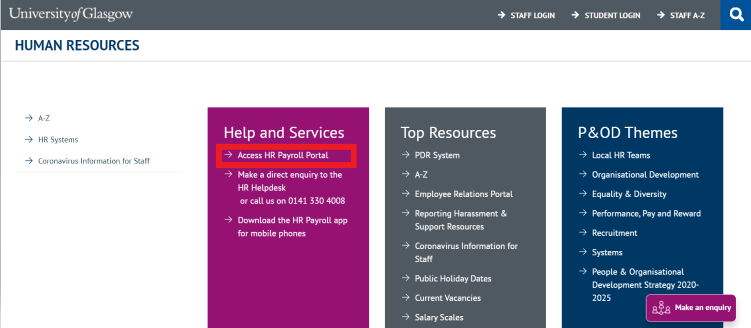 University of Glasgow
STAFF LOGIN
STUDENT LOGIN
STAFF A-Z
HUMAN RESOURCES
A-Z
HR Systems
Coronavirus Information for Staff
Help and Services
Access HR Payroll Portal
Make a direct enquiry to the
HR Helpdesk
or call us on 0141 330 4008
Download the HR Payroll app
for mobile phones
Top Resources
PDR System
A-Z
Employee Relations Portal
Reporting Harassment &
Support Resources
Coronavirus Information for
Staff
Public Holiday Dates
Current Vacancies
Salary Scales
P&OD Themes
Local HR Teams
Organisational Development
Equality & Diversity
Performance, Pay and Reward
Recruitment
Systems
People & Organisational
Development Strategy 2020-
2025
Make an enquiry